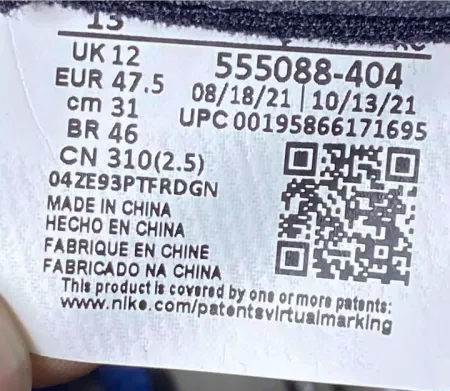 13
UK 12
EUR 47.5
cm 31
BR 46
CN 310(2.5)
04ZE93PTFRDGN
MADE IN CHINA
HECHO EN CHINA
FABRIQUE EN CHINE
FABRICADO NA CHINA
555088-404
08/18/21 | 10/13/21
UPC 00195866171695
This product is covered by one or more patents:
www.nike.com/patentsvirtualmarking